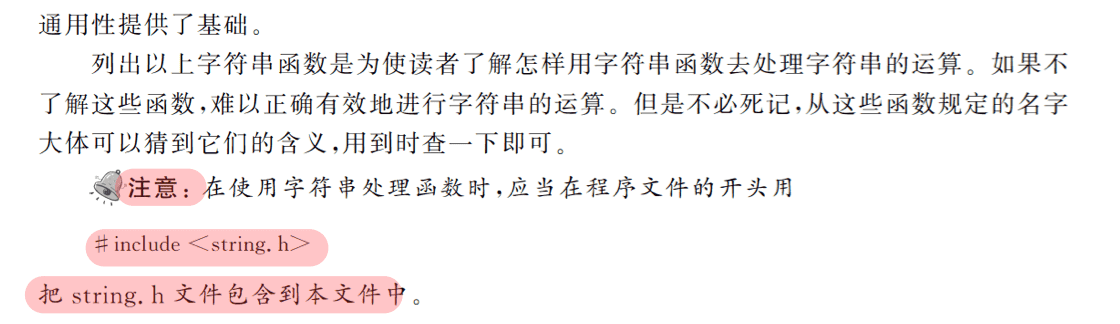 通用性提供了基础。
列出以上字符串函数是为使读者了解怎样用字符串函数去处理字符串的运算。如果不
了解这些函数,难以正确有效地进行字符串的运算。但是不必死记,从这些函数规定的名字
大体可以猜到它们的含义,用到时查一下即可。
注意：在使用字符串处理函数时,应当在程序文件的开头用
#include <string.h>
把 string.h 文件包含到本文件中。